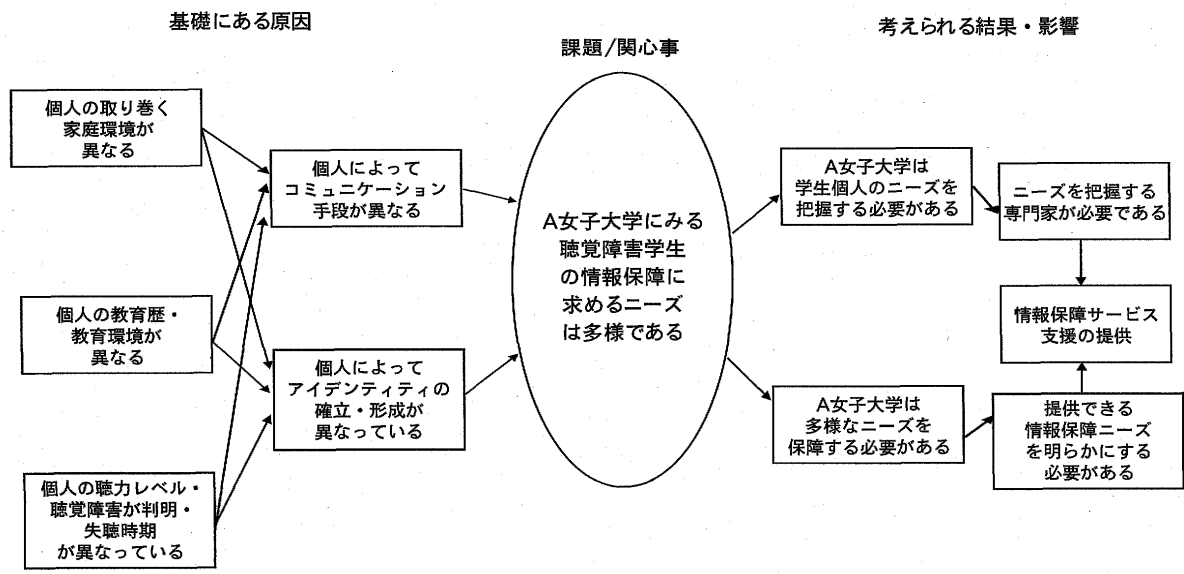 基礎にある原因
課題/関心事
考えられる結果・影響
個人の取り巻く
家庭環境が
異なる
個人の教育歴・
教育環境が
異なる
個人の聴力レベル・
聴覚障害が判明・
失聴時期
が異なっている
個人によって
コミュニケーション
手段が異なる
個人によって
アイデンティティの
確立・形成が
異なっている
A女子大学にみる
聴覚障害学生
の情報保障に
求めるニーズ
は多様である
A女子大学は
学生個人のニーズを
把握する必要がある
A女子大学は
多様なニーズを
保障する必要がある
ニーズを把握する
専門家が必要である
情報保障サービス
支援の提供
提供できる
情報保障ニーズ
を明らかにする
必要がある